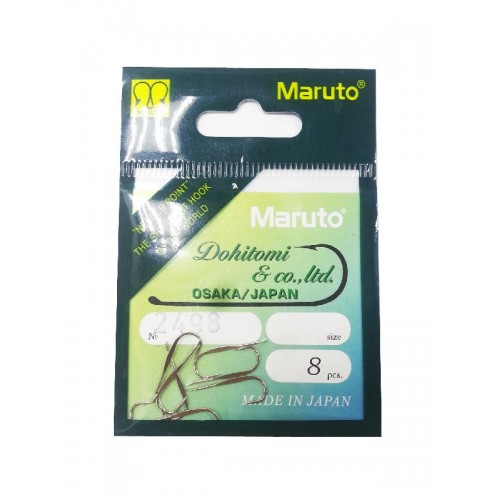 Maruto®
Maruto®
Dohitomi
& co.,ltd.
OSAKA/JAPAN
№ 2498
size
8 pcs.
MADE IN JAPAN
POINT
HOOK
THE
WORLD